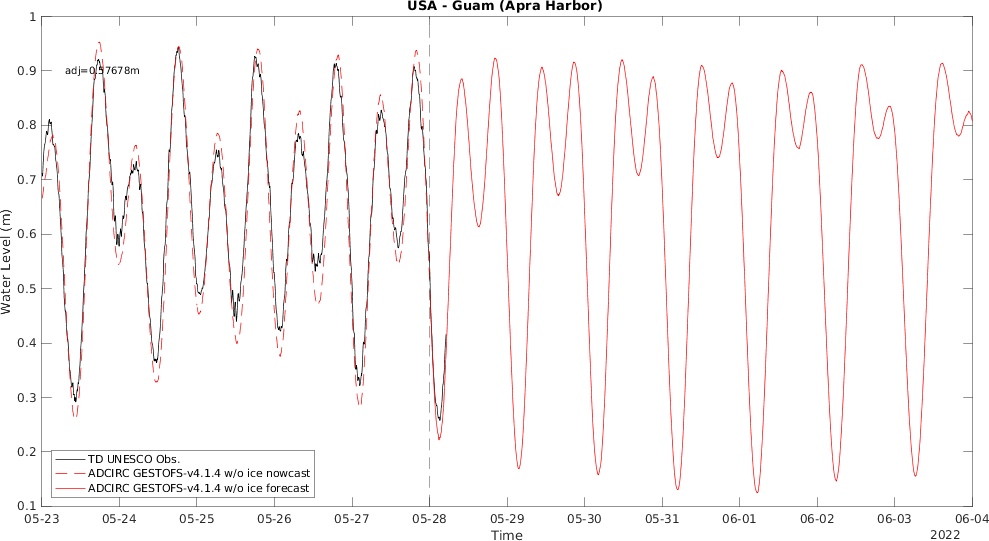 USA - Guam (Apra Harbor)
1
0.9
0.8
0.7
0.6
0.5
0.4
0.3
0.2
0.1
Water Level (m)
adj=0.57678m
TD UNESCO Obs.
ADCIRC GESTOFS-v4.1.4 w/o ice nowcast
ADCIRC GESTOFS-v4.1.4 w/o ice forecast
05-23 05-24 05-25 05-26 05-27 05-28 05-29 05-30 05-31 06-01 06-02 06-03 06-04
Time
2022